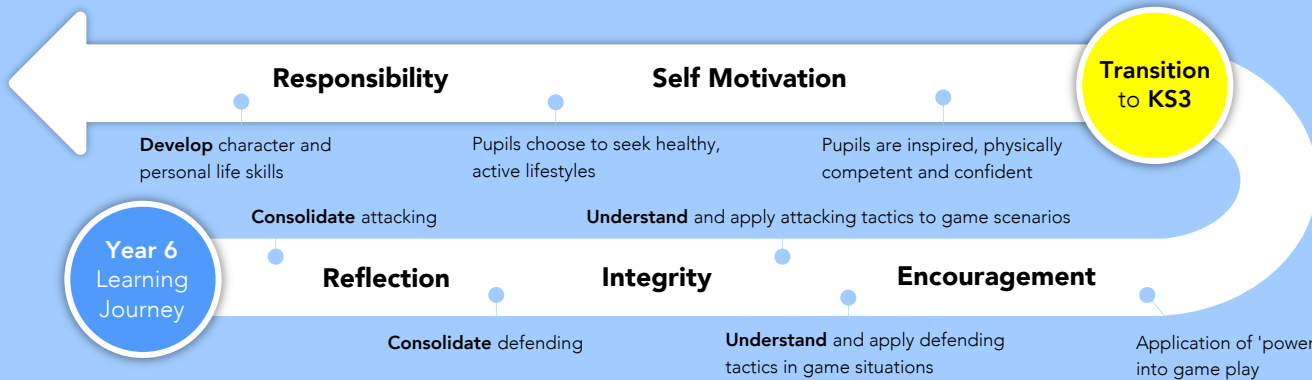 Responsibility
Self Motivation
Transition
to KS3
Develop character and
personal life skills
Pupils choose to seek healthy,
active lifestyles
Pupils are inspired, physically
competent and confident
Consolidate attacking
Understand and apply attacking tactics to game scenarios
Year 6
Learning
Journey
Reflection
Integrity
Encouragement
Consolidate defending
Understand and apply defending
tactics in game situations
Application of 'power
into game play